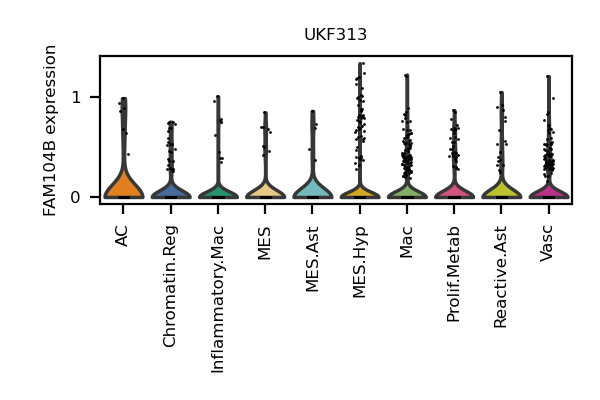 UKF313
FAM104B expression
1
0
AC
Chromatin.Reg
Inflammatory.Mac
MES
MES.Ast
MES.Hyp
Mac
Prolif.Metab
Reactive.Ast
Vasc